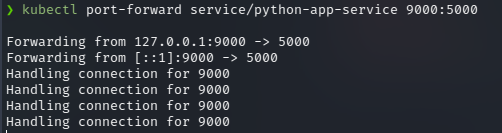 ❯ kubectl port-forward service/python-app-service 9000:5000
Forwarding from 127.0.0.1:9000 -> 5000
Forwarding from [::1]:9000 -> 5000
Handling connection for 9000
Handling connection for 9000
Handling connection for 9000
Handling connection for 9000